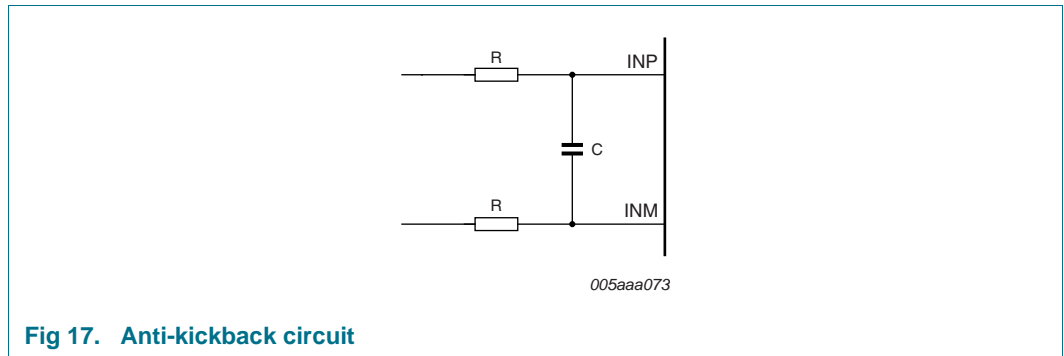 R
INP
C
R
INM
005aaa073
Fig 17. Anti-kickback circuit